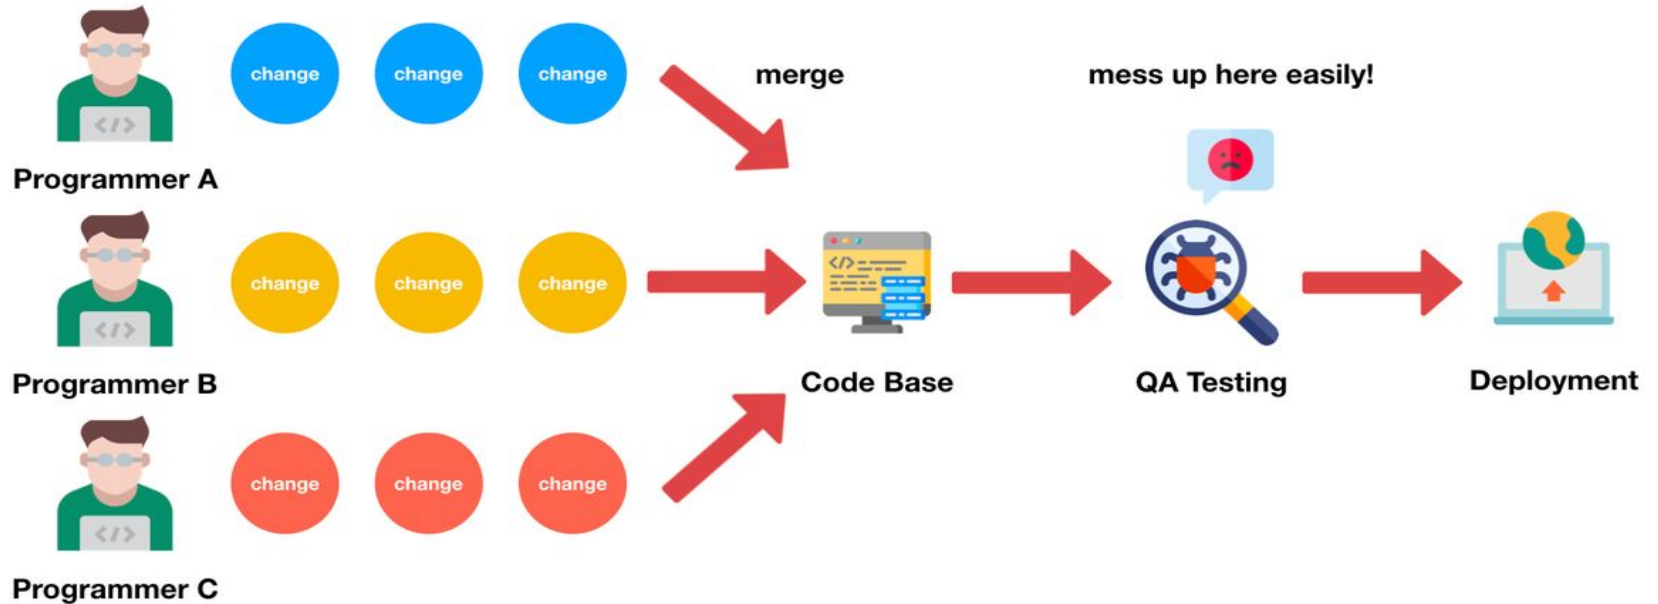 change change change
merge
mess up here easily!
</>
Programmer A
change change change
</>
</>
Programmer B
Code Base
QA Testing
Deployment
change change change
</>
Programmer C